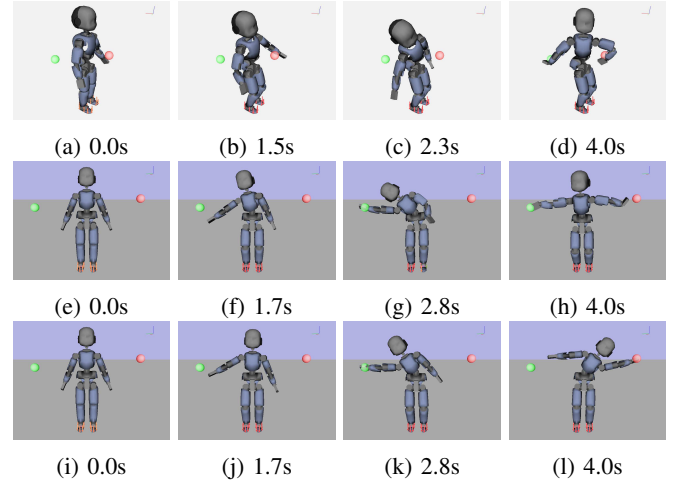 (a) 0.0s (b) 1.5s (c) 2.3s (d) 4.0s
(e) 0.0s (f) 1.7s (g) 2.8s (h) 4.0s
(i) 0.0s (j) 1.7s (k) 2.8s (l) 4.0s